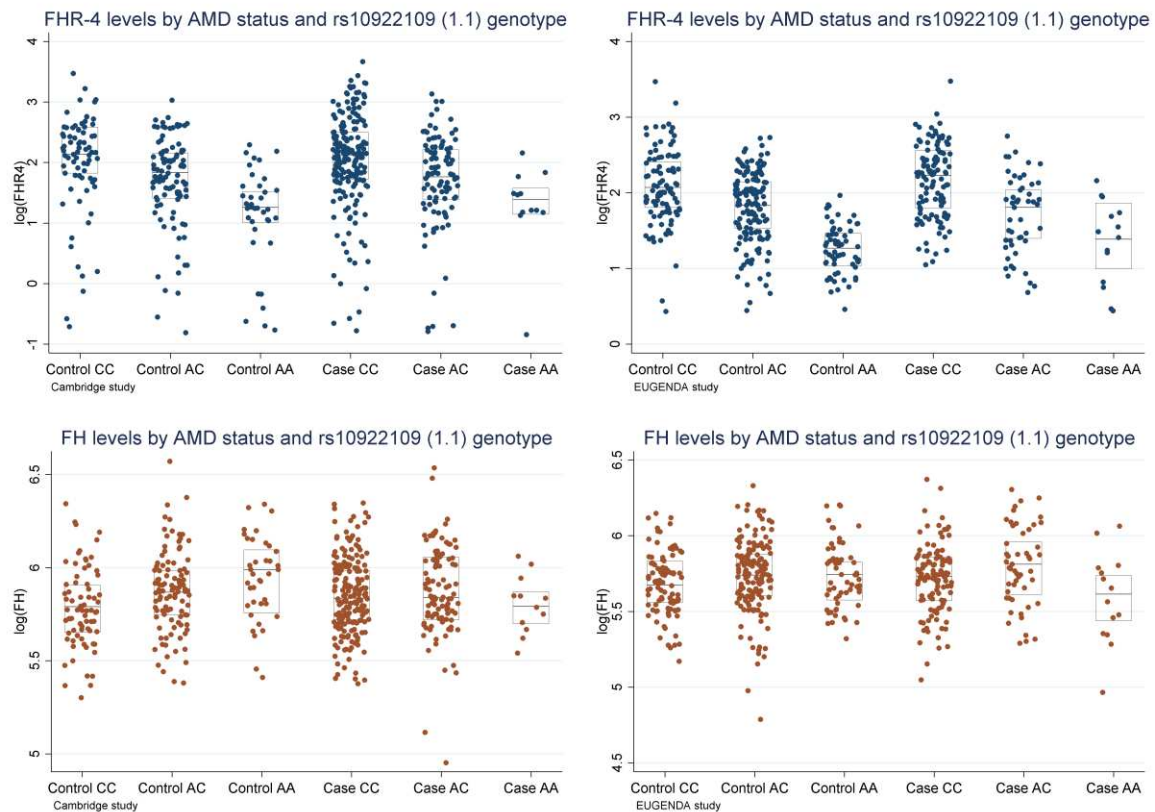 FHR-4 levels by AMD status and rs10922109 (1.1) genotype
log(FHR4)
4
3
2
1
0
-1
Control CC Control AC Control AA Case CC Case AC Case AA
Cambridge study
FHR-4 levels by AMD status and rs10922109 (1.1) genotype
log(FHR4)
4
3
2
1
0
Control CC Control AC Control AA Case CC Case AC Case AA
EUGENDA study
FH levels by AMD status and rs10922109 (1.1) genotype
log(FH)
6.5
6
5.5
5
Control CC Control AC Control AA Case CC Case AC Case AA
Cambridge study
FH levels by AMD status and rs10922109 (1.1) genotype
log(FH)
6.5
6
5.5
5
4.5
Control CC Control AC Control AA Case CC Case AC Case AA
EUGENDA study